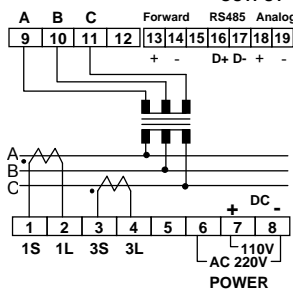 A B C Forward RS485 Analog
9 10 11 12 13 14 15 16 17 18 19
+ - D+ D- + -
A
B
C
+ DC -
1 2 3 4 5 6 7 8
1S 1L 3S 3L 110V
AC 220V
POWER